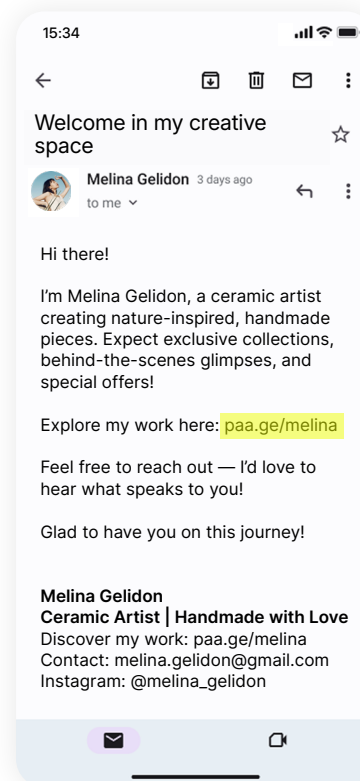 15:34
Welcome in my creative
space
Melina Gelidon 3 days ago
to me
Hi there!
I’m Melina Gelidon, a ceramic artist
creating nature-inspired, handmade
pieces. Expect exclusive collections,
behind-the-scenes glimpses, and
special offers!
Explore my work here: paa.ge/melina
Feel free to reach out — I’d love to
hear what speaks to you!
Glad to have you on this journey!
Melina Gelidon
Ceramic Artist | Handmade with Love
Discover my work: paa.ge/melina
Contact: melina.gelidon@gmail.com
Instagram: @melina_gelidon